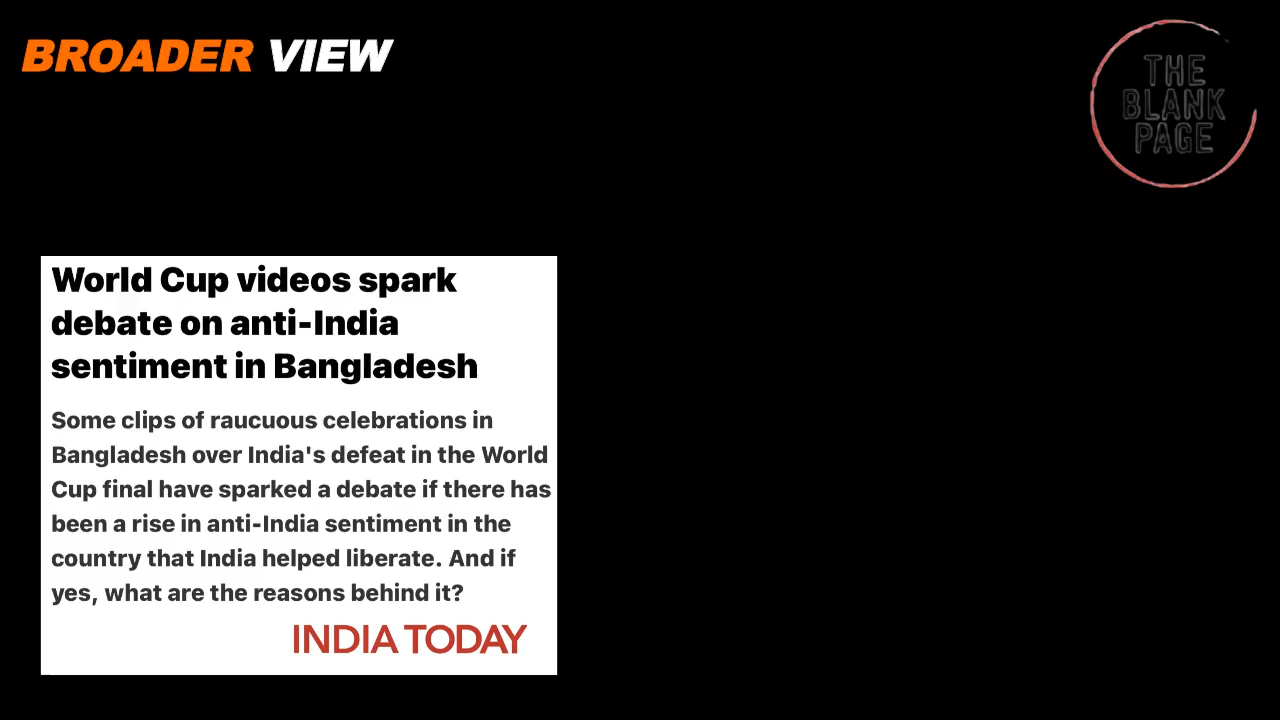 BROADER VIEW
THE
BLANK
PAGE
World Cup videos spark
debate on anti-India
sentiment in Bangladesh
Some clips of raucuous celebrations in
Bangladesh over India's defeat in the World
Cup final have sparked a debate if there has
been a rise in anti-India sentiment in the
country that India helped liberate. And if
yes, what are the reasons behind it?
INDIA TODAY